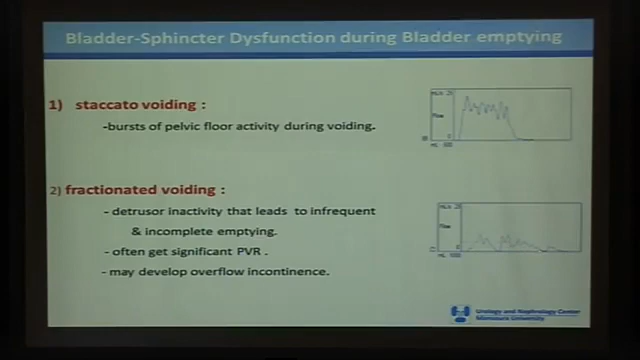 Bladder-Sphincter Dysfunction during Bladder emptying
1) staccato voiding :
-bursts of pelvic floor activity during voiding.
2) fractionated voiding :
- detrusor inactivity that leads to infrequent
& incomplete emptying.
- often get significant PVR .
- may develop overflow incontinence.
Flow
Flow
Urology and Nephrology Center
Mansoura University